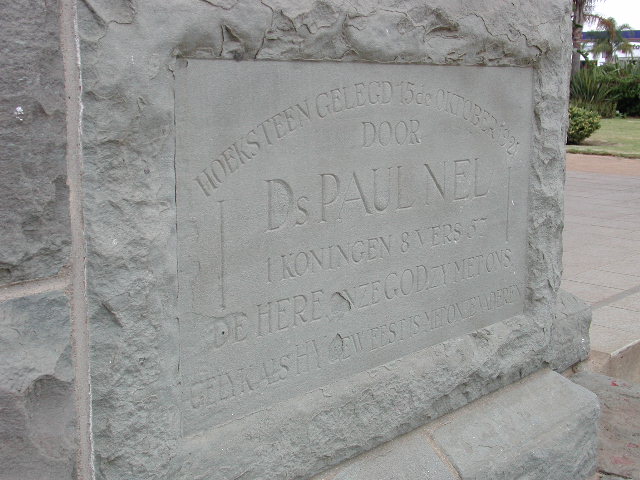 HOEKSTEEN GELEGD 15de OKTOBER 1921
DOOR
Ds PAUL NEL
1 KONINGEN 8 VERS 57
DE HERE, ONZE GOD ZY MET ONS
GELYK ALS HY GEWEEST IS MET ONZE VADEREN